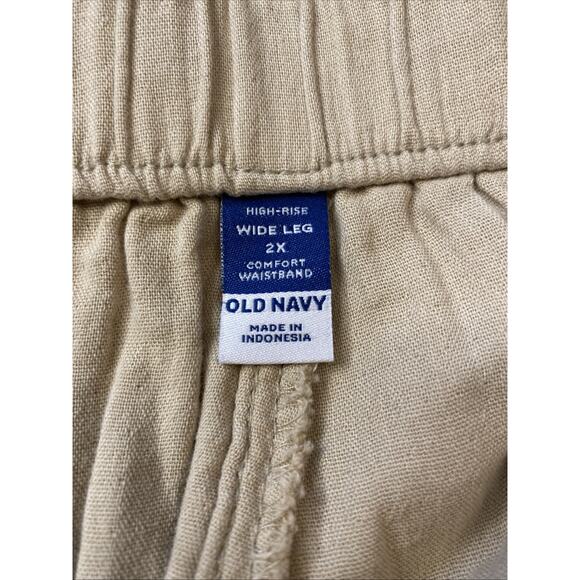 HIGH-RISE
WIDE LEG
2X
COMFORT
WAISTBAND
OLD NAVY
MADE IN
INDONESIA